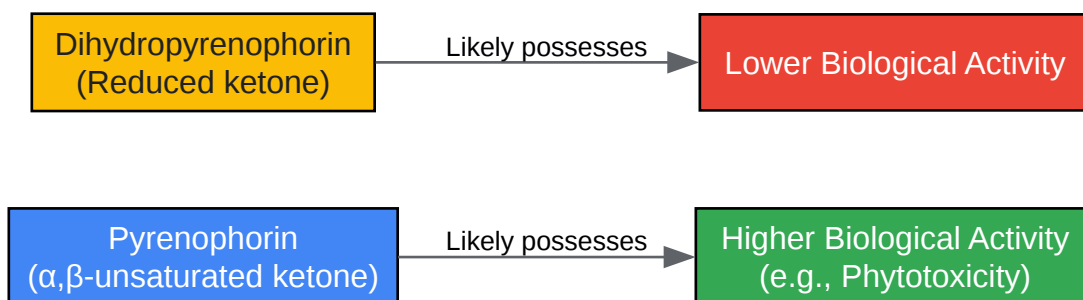 Dihydropyrenophorin
(Reduced ketone)
Likely possesses
Lower Biological Activity
Pyrenophorin
(α,β-unsaturated ketone)
Likely possesses
Higher Biological Activity
(e.g., Phytotoxicity)